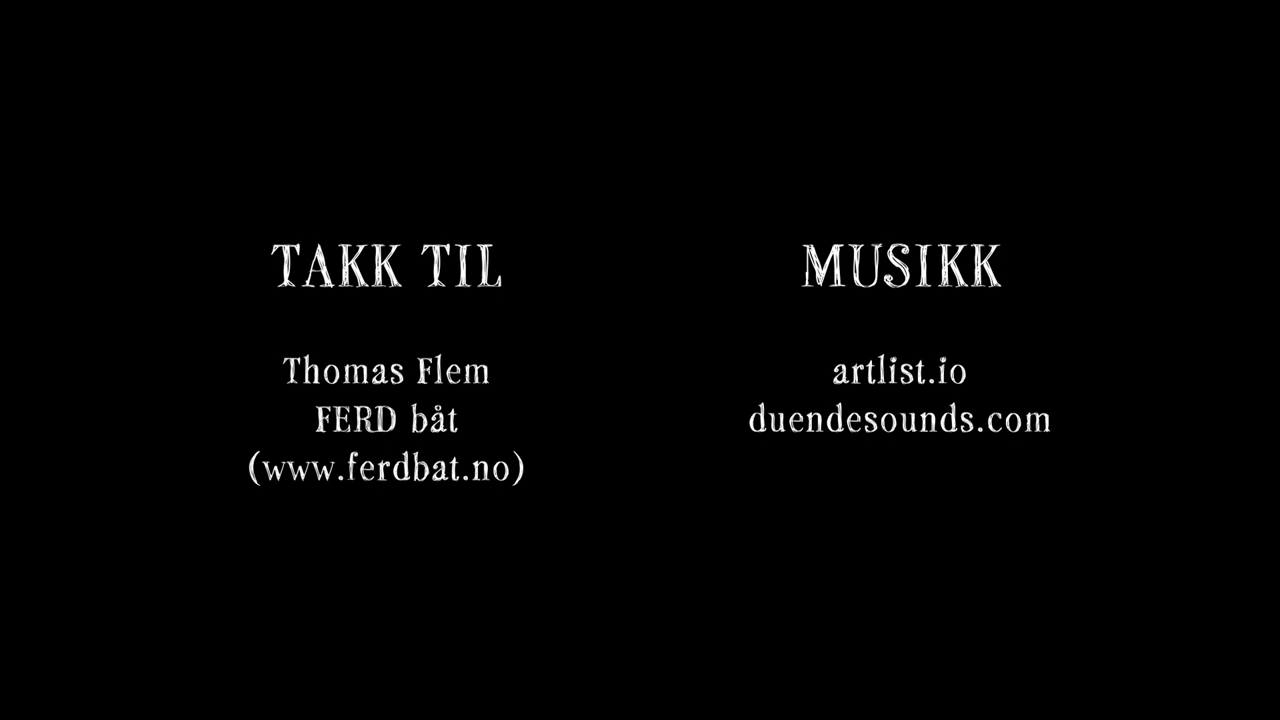 TAKK TIL
Thomas Flem
FERD båt
(www.ferdbat.no)
MUSIKK
artlist.io
duendesounds.com